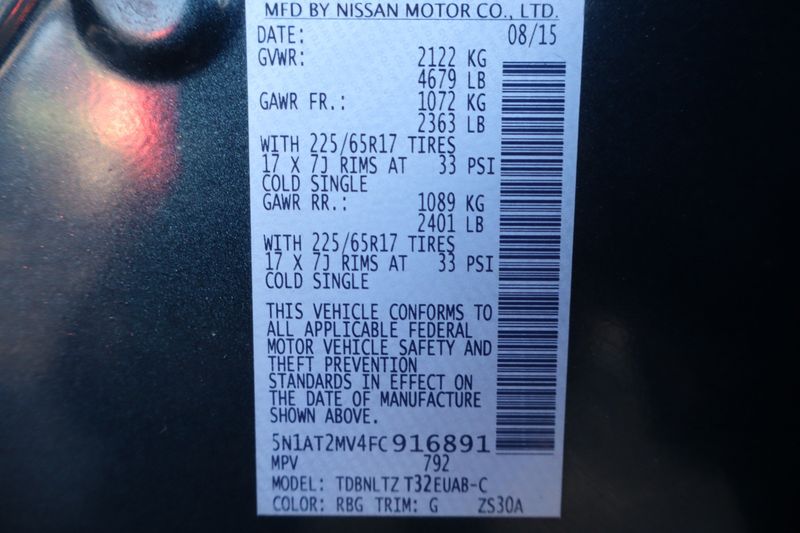 MFD BY NISSAN MOTOR CO., LTD.
DATE: 08/15
GVWR: 2122 KG
4679 LB
GAWR FR.: 1072 KG
2363 LB
WITH 225/65R17 TIRES
17 X 7J RIMS AT 33 PSI
COLD SINGLE
GAWR RR.: 1089 KG
2401 LB
WITH 225/65R17 TIRES
17 X 7J RIMS AT 33 PSI
COLD SINGLE
THIS VEHICLE CONFORMS TO
ALL APPLICABLE FEDERAL
MOTOR VEHICLE SAFETY AND
THEFT PREVENTION
STANDARDS IN EFFECT ON
THE DATE OF MANUFACTURE
SHOWN ABOVE.
5N1AT2MV4FC916891
MPV 792
MODEL: TDBNLTZ T32EUAB-C
COLOR: RBG TRIM: G ZS30A